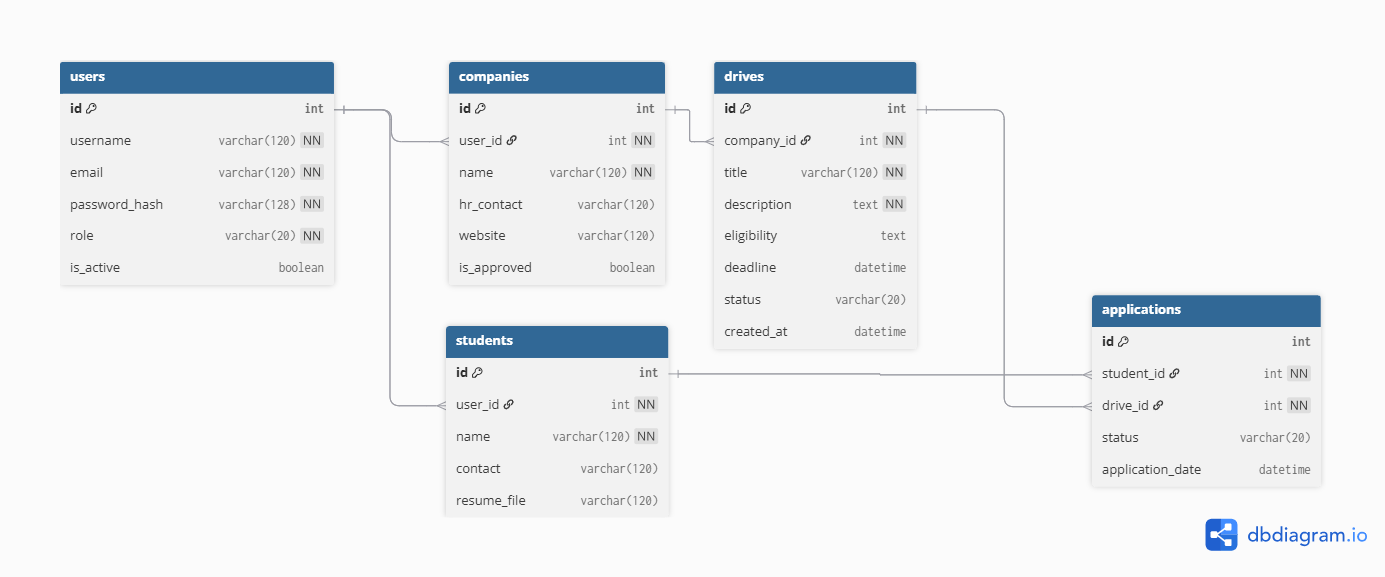 users
id int
username varchar(120) NN
email varchar(120) NN
password_hash varchar(128) NN
role varchar(20) NN
is_active boolean
companies
id int
user_id int NN
name varchar(120) NN
hr_contact varchar(120)
website varchar(120)
is_approved boolean
drives
id int
company_id int NN
title varchar(120) NN
description text NN
eligibility text
deadline datetime
status varchar(20)
created_at datetime
students
id int
user_id int NN
name varchar(120) NN
contact varchar(120)
resume_file varchar(120)
applications
id int
student_id int NN
drive_id int NN
status varchar(20)
application_date datetime
dbdiagram.io